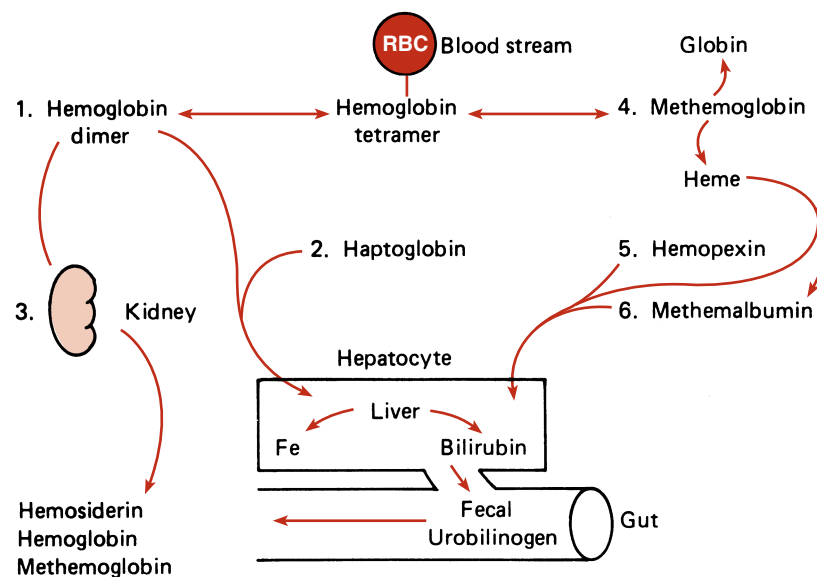 RBC Blood stream
Globin
1. Hemoglobin
dimer
Hemoglobin
tetramer
4. Methemoglobin
Heme
2. Haptoglobin
5. Hemopexin
3. Kidney
6. Methemalbumin
Hepatocyte
Liver
Fe
Bilirubin
Hemosiderin
Hemoglobin
Methemoglobin
Fecal
Urobilinogen
Gut